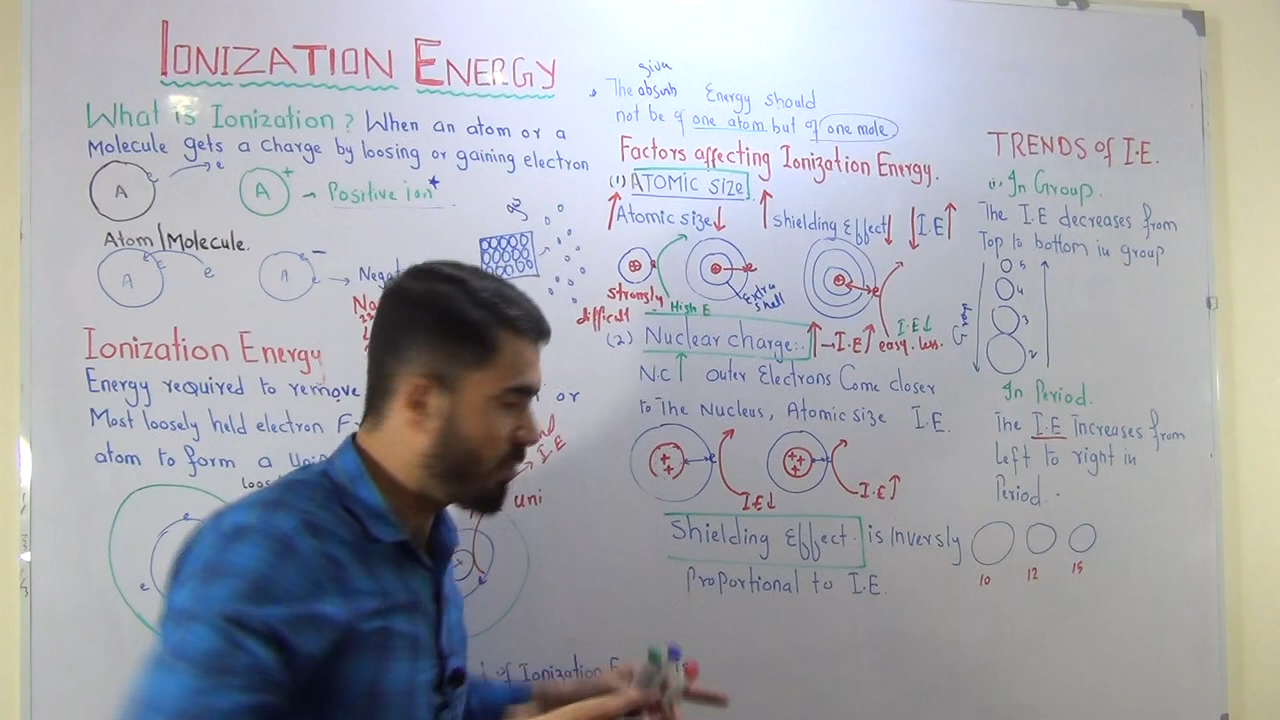 IONIZATION ENERGY
What is Ionization? When an atom or a
Molecule gets a charge by loosing or gaining electron
A e e A + - Positive ion*
Atom/Molecule.
A e e A - → Negat
Ionization Energy
Energy required to remove or
Most loosely held electron F
atom to form a Uni
I.E
uni
e e
of Ionization E is
giva
The absurb Energy should
not be of one atom but of one mole
Factors affecting Ionization Energy.
(1) ATOMIC SIZE
↑ Atomic size↓ ↑ Shielding Effect↓ ↓ I.E↑
+ + e + e
strongly High E Extra shell
difficult I.E↓
easy. less.
(2) Nuclear charge:. ↑→I.E↑
N.C↑ Outer Electrons Come closer
to The Nucleus, Atomic size I.E.
++ + e I.E↓ ++ ++ I.E↑
Shielding Effect. is Inversly
Proportional to I.E.
TRENDS of I.E.
(i), In Group.
The I.E decreases from
Top to bottom in group
5
4
3
2
In Period.
The I.E Increases from
Left to right in
Period.
10 12 15